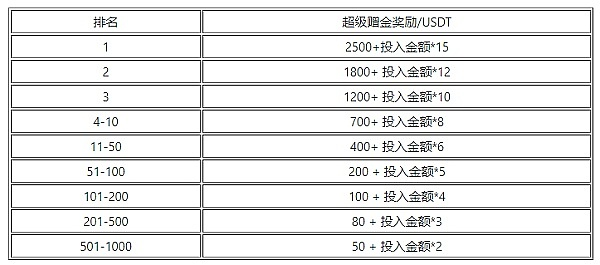 排名 超级赠金奖励/USDT
1 2500+投入金额*15
2 1800+ 投入金额*12
3 1200+ 投入金额*10
4-10 700+ 投入金额*8
11-50 400+ 投入金额*6
51-100 200 + 投入金额*5
101-200 100 + 投入金额*4
201-500 80 + 投入金额*3
501-1000 50 + 投入金额*2